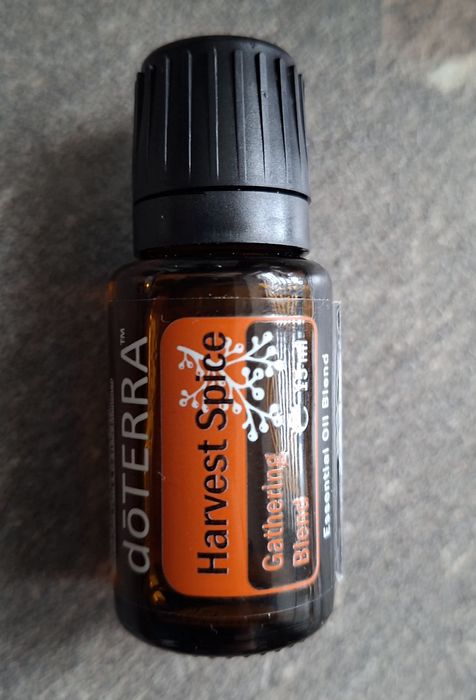 dōTERRA™
Harvest Spice
Gathering
Blend
e 15 ml
Essential Oil Blend